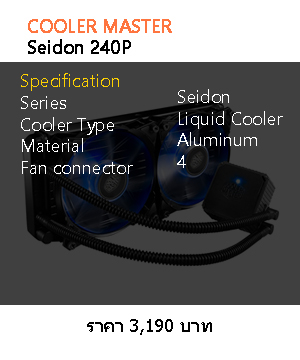 COOLER MASTER
Seidon 240P
Specification
Series Seidon
Cooler Type Liquid Cooler
Material Aluminum
Fan connector 4
ราคา 3,190 บาท